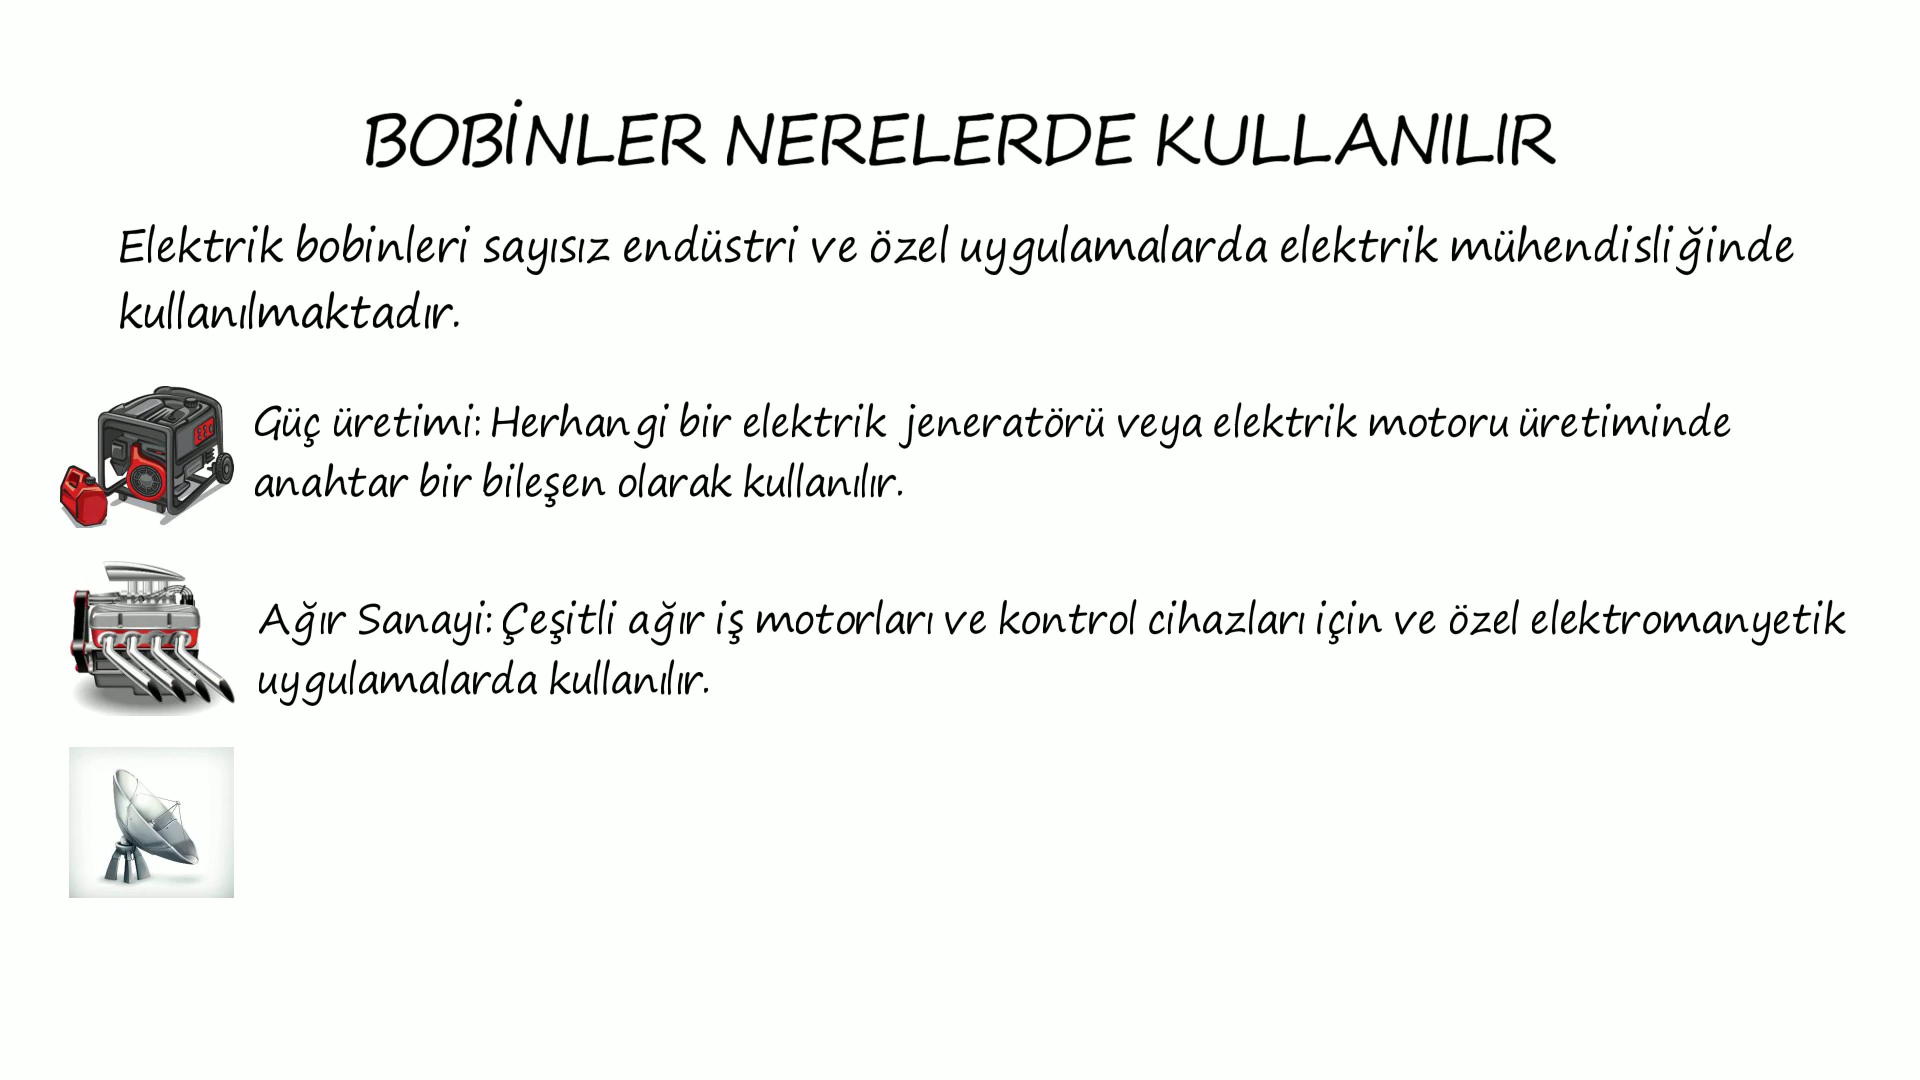 BOBİNLER NERELERDE KULLANILIR
Elektrik bobinleri sayısız endüstri ve özel uygulamalarda elektrik mühendisliğinde
kullanılmaktadır.
Güç üretimi: Herhangi bir elektrik jeneratörü veya elektrik motoru üretiminde
anahtar bir bileşen olarak kullanılır.
Ağır Sanayi: Çeşitli ağır iş motorları ve kontrol cihazları için ve özel elektromanyetik
uygulamalarda kullanılır.